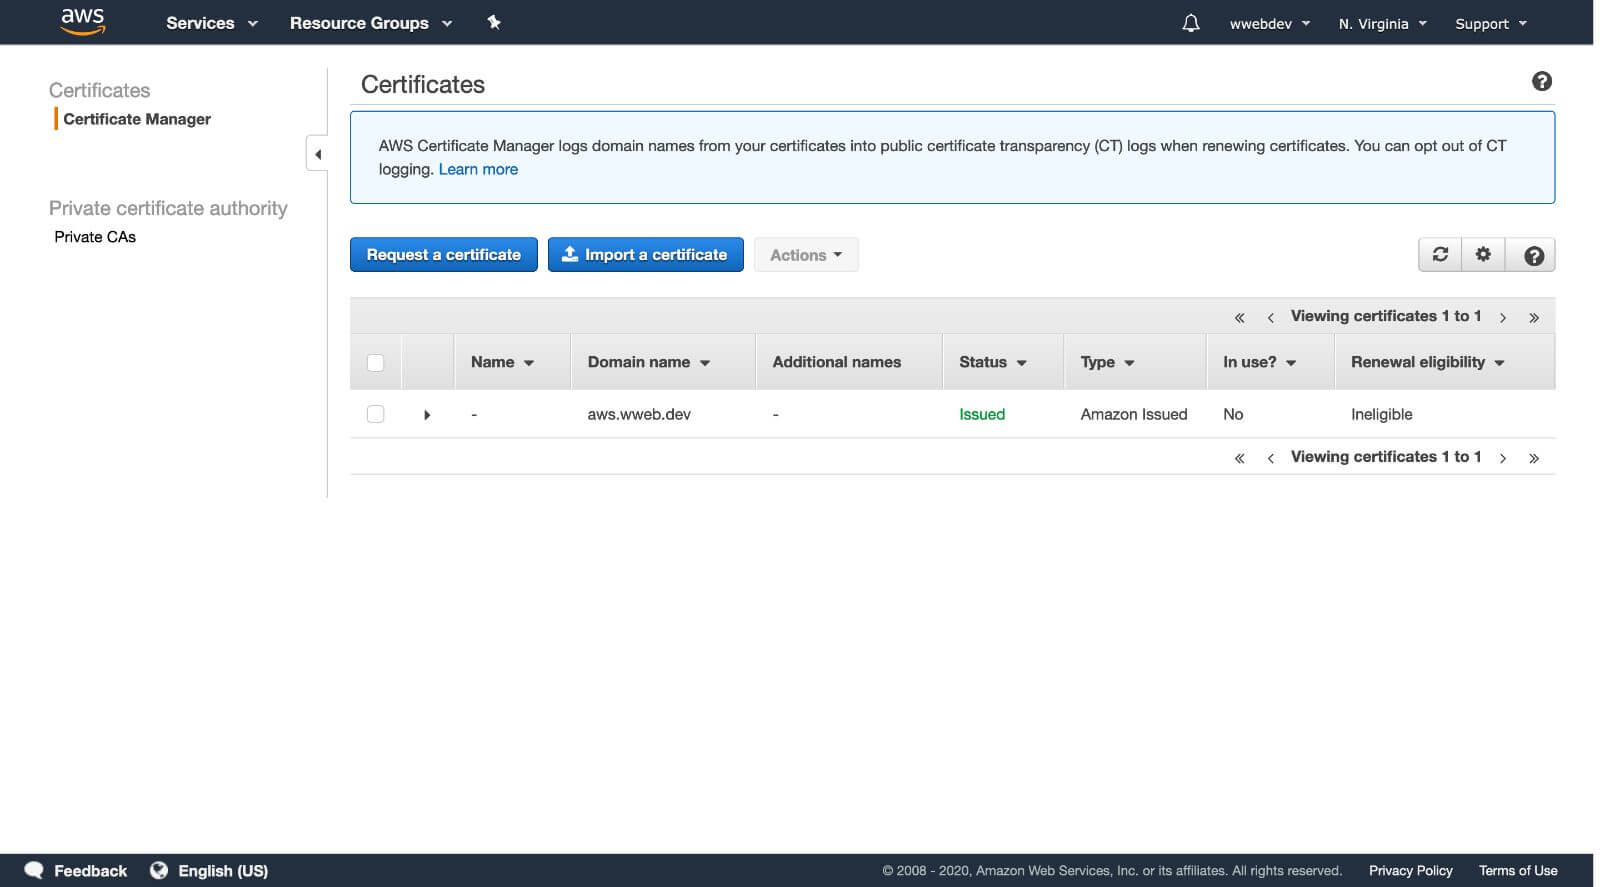 aws Services Resource Groups wwebdev N. Virginia Support
Certificates
Certificate Manager
Private certificate authority
Private CAs
Certificates
AWS Certificate Manager logs domain names from your certificates into public certificate transparency (CT) logs when renewing certificates. You can opt out of CT
logging. Learn more
Request a certificate Import a certificate Actions
« ‹ Viewing certificates 1 to 1 › »
Name Domain name Additional names Status Type In use? Renewal eligibility
- aws.wweb.dev - Issued Amazon Issued No Ineligible
« ‹ Viewing certificates 1 to 1 › »
Feedback English (US) © 2008 - 2020, Amazon Web Services, Inc. or its affiliates. All rights reserved. Privacy Policy Terms of Use